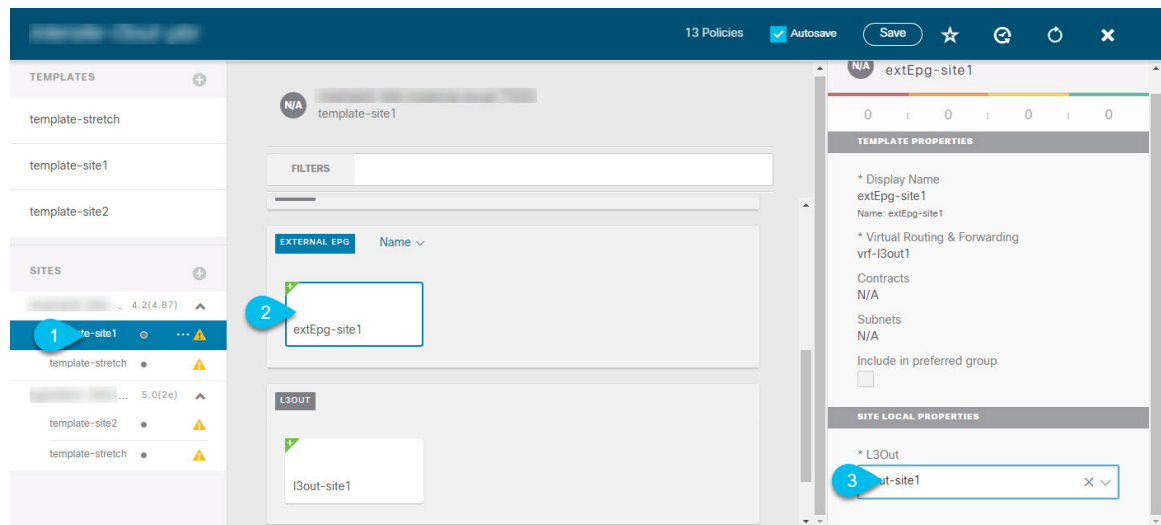 13 Policies Autosave Save
TEMPLATES
template-stretch
template-site1
template-site2
SITES
4.2(4.87)
1 te-site1
template-stretch
... 5.0(2e)
template-site2
template-stretch
N/A
template-site1
FILTERS
EXTERNAL EPG Name
2
extEpg-site1
L3OUT
l3out-site1
N/A extEpg-site1
0 0 0 0
TEMPLATE PROPERTIES
* Display Name
extEpg-site1
Name: extEpg-site1
* Virtual Routing & Forwarding
vrf-l3out1
Contracts
N/A
Subnets
N/A
Include in preferred group
SITE LOCAL PROPERTIES
* L3Out
3 ut-site1